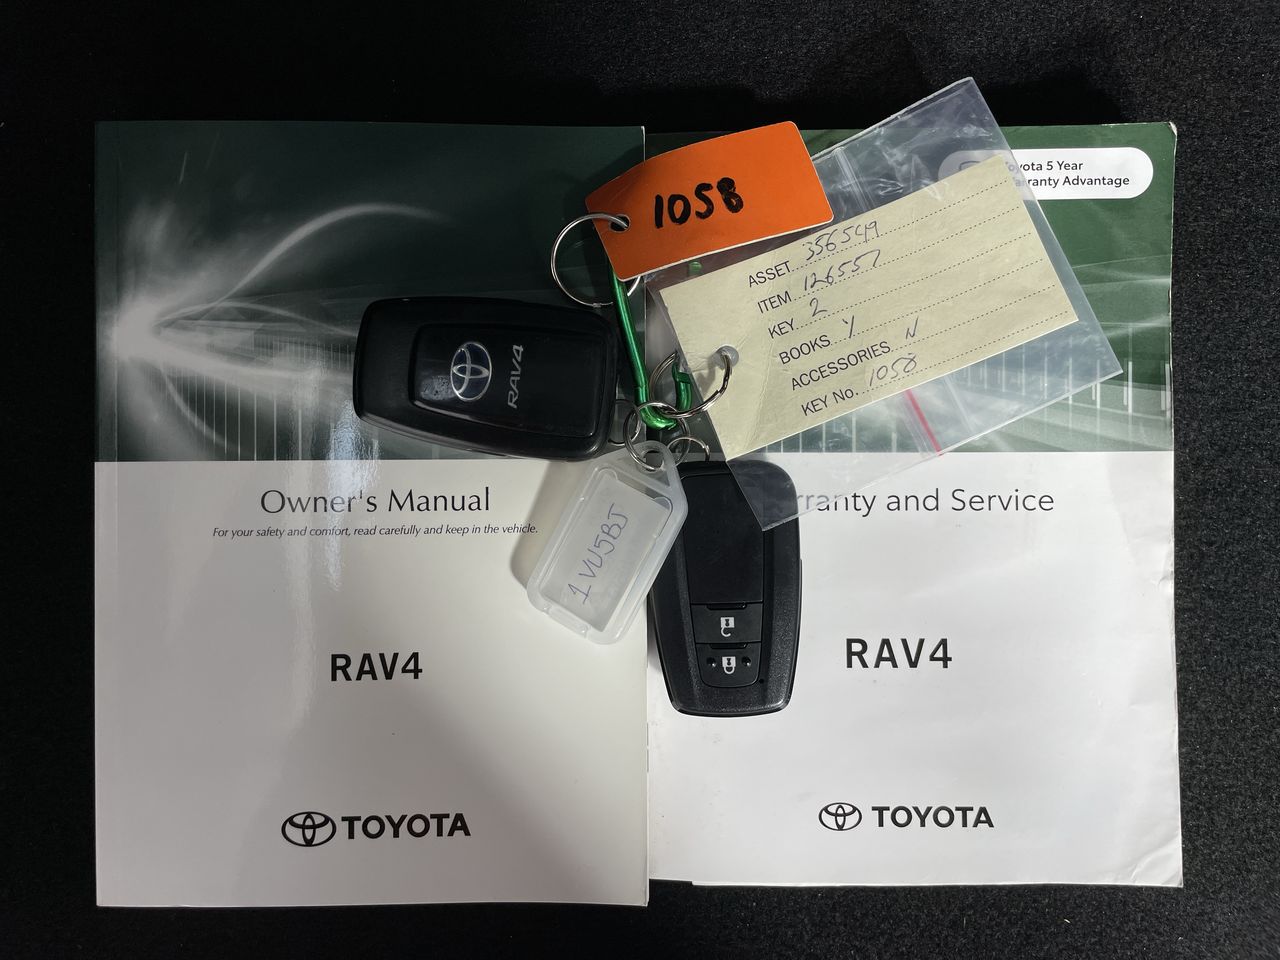 Owner's Manual
For your safety and comfort, read carefully and keep in the vehicle.
RAV4
TOYOTA
RAV4
1058
ASSET 356549
ITEM 126557
KEY 2
BOOKS Y
ACCESSORIES N
KEY No. 1058
1VU5BJ
Toyota 5 Year
Warranty Advantage
rranty and Service
RAV4
TOYOTA